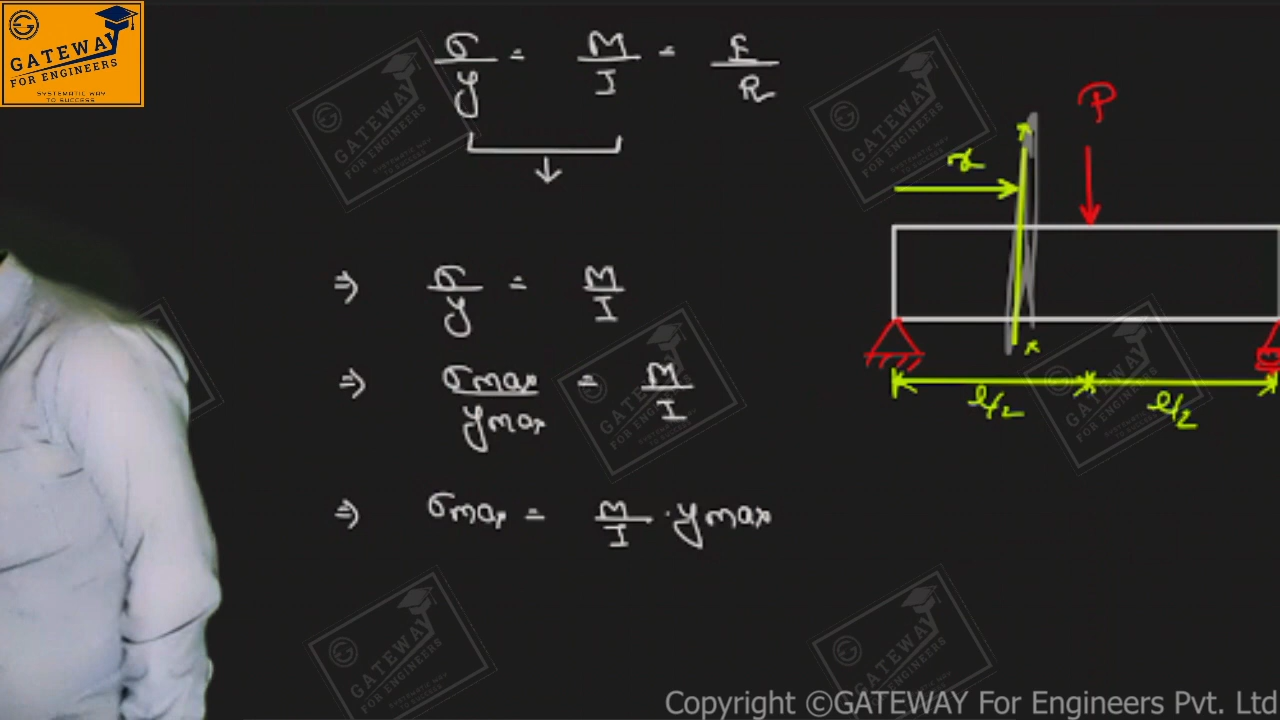 GATEWAY
FOR ENGINEERS
SYSTEMATIC WAY
TO SUCCESS
σ/y = M/I = E/R
P
x
⇒ σ/y = M/I
⇒ σmax/ymax = M/I
l/2 l/2
⇒ σmax = M/I · ymax
Copyright ©GATEWAY For Engineers Pvt. Ltd